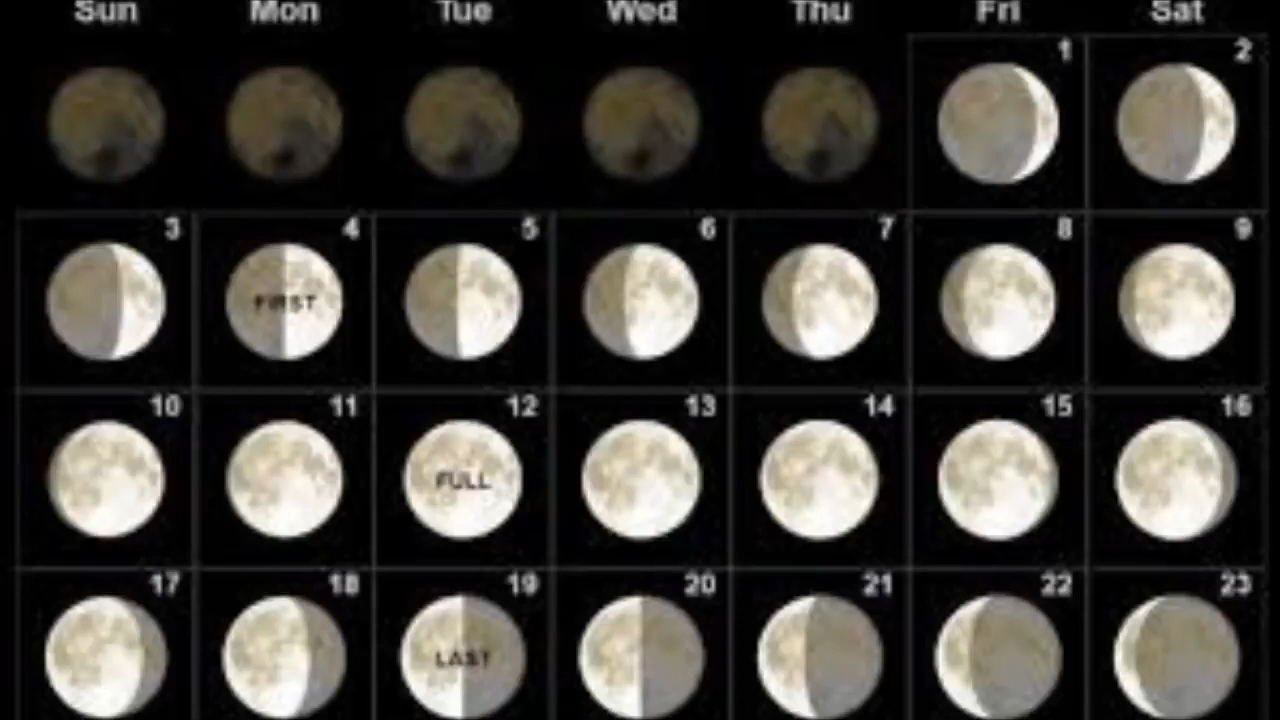 Sun Mon Tue Wed Thu Fri Sat
1 2
3 4 5 6 7 8 9
FIRST
10 11 12 13 14 15 16
FULL
17 18 19 20 21 22 23
LAST